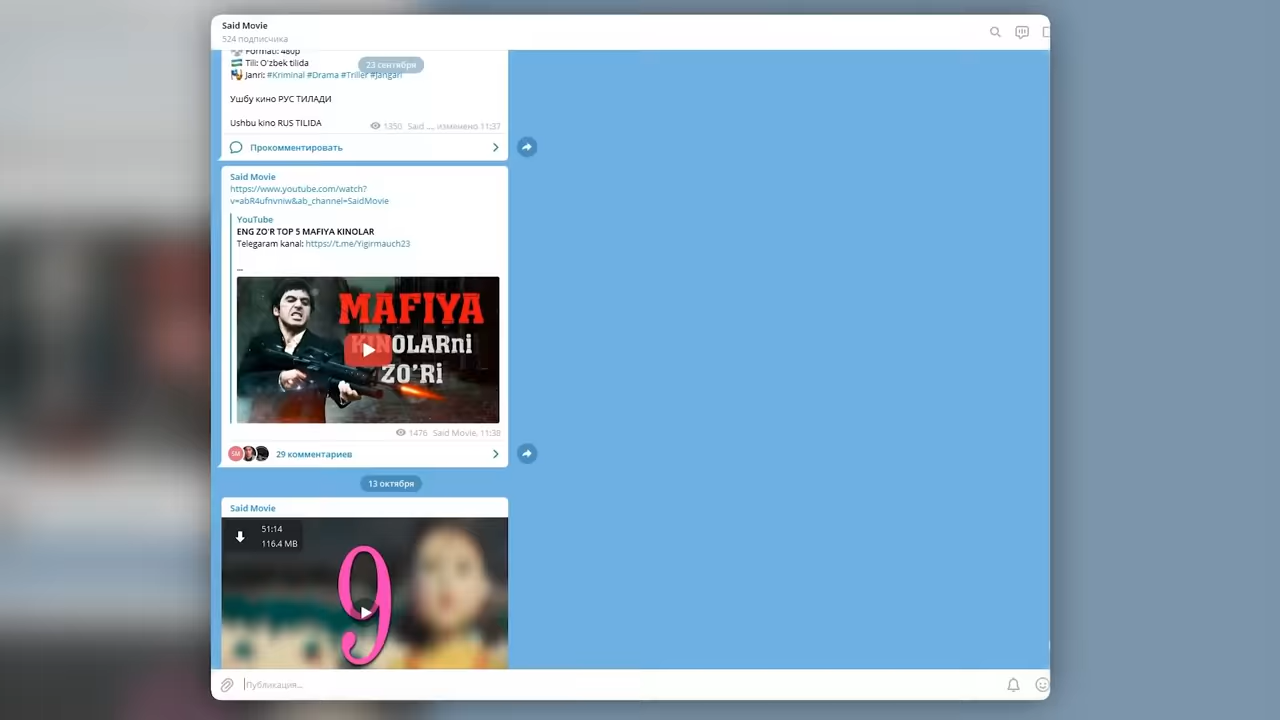 Said Movie
524 подписчика
Formati: 480p
Tili: O'zbek tilida
23 сентября
Janri: #Kriminal #Drama #Triller #Jangari
Ушбу кино РУС ТИЛАДИ
Ushbu kino RUS TILIDA
1350 Said ..., изменено 11:37
Прокомментировать
Said Movie
https://www.youtube.com/watch?
v=abR4ufnvniw&ab_channel=SaidMovie
YouTube
ENG ZO'R TOP 5 MAFIYA KINOLAR
Telegaram kanal: https://t.me/Yigirmauch23
...
MAFIYA
KINOLARni
ZO'Ri
1476 Said Movie, 11:38
SM
29 комментариев
13 октября
Said Movie
51:14
116.4 MB
9
Публикация...